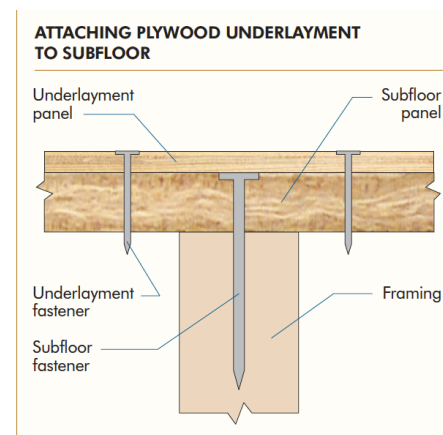 ATTACHING PLYWOOD UNDERLAYMENT
TO SUBFLOOR
Underlayment
panel
Subfloor
panel
Underlayment
fastener
Framing
Subfloor
fastener